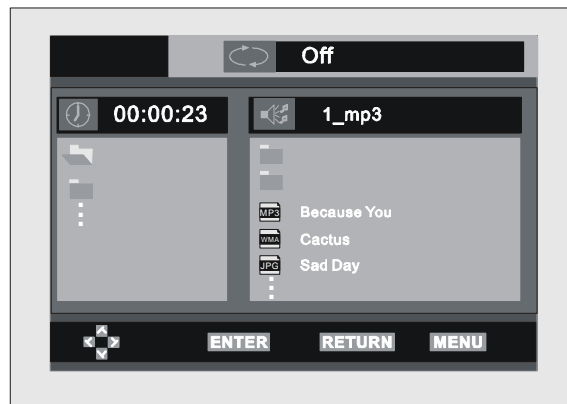 Off
00:00:23
1_mp3
MP3 Because You
WMA Cactus
JPG Sad Day
ENTER RETURN MENU